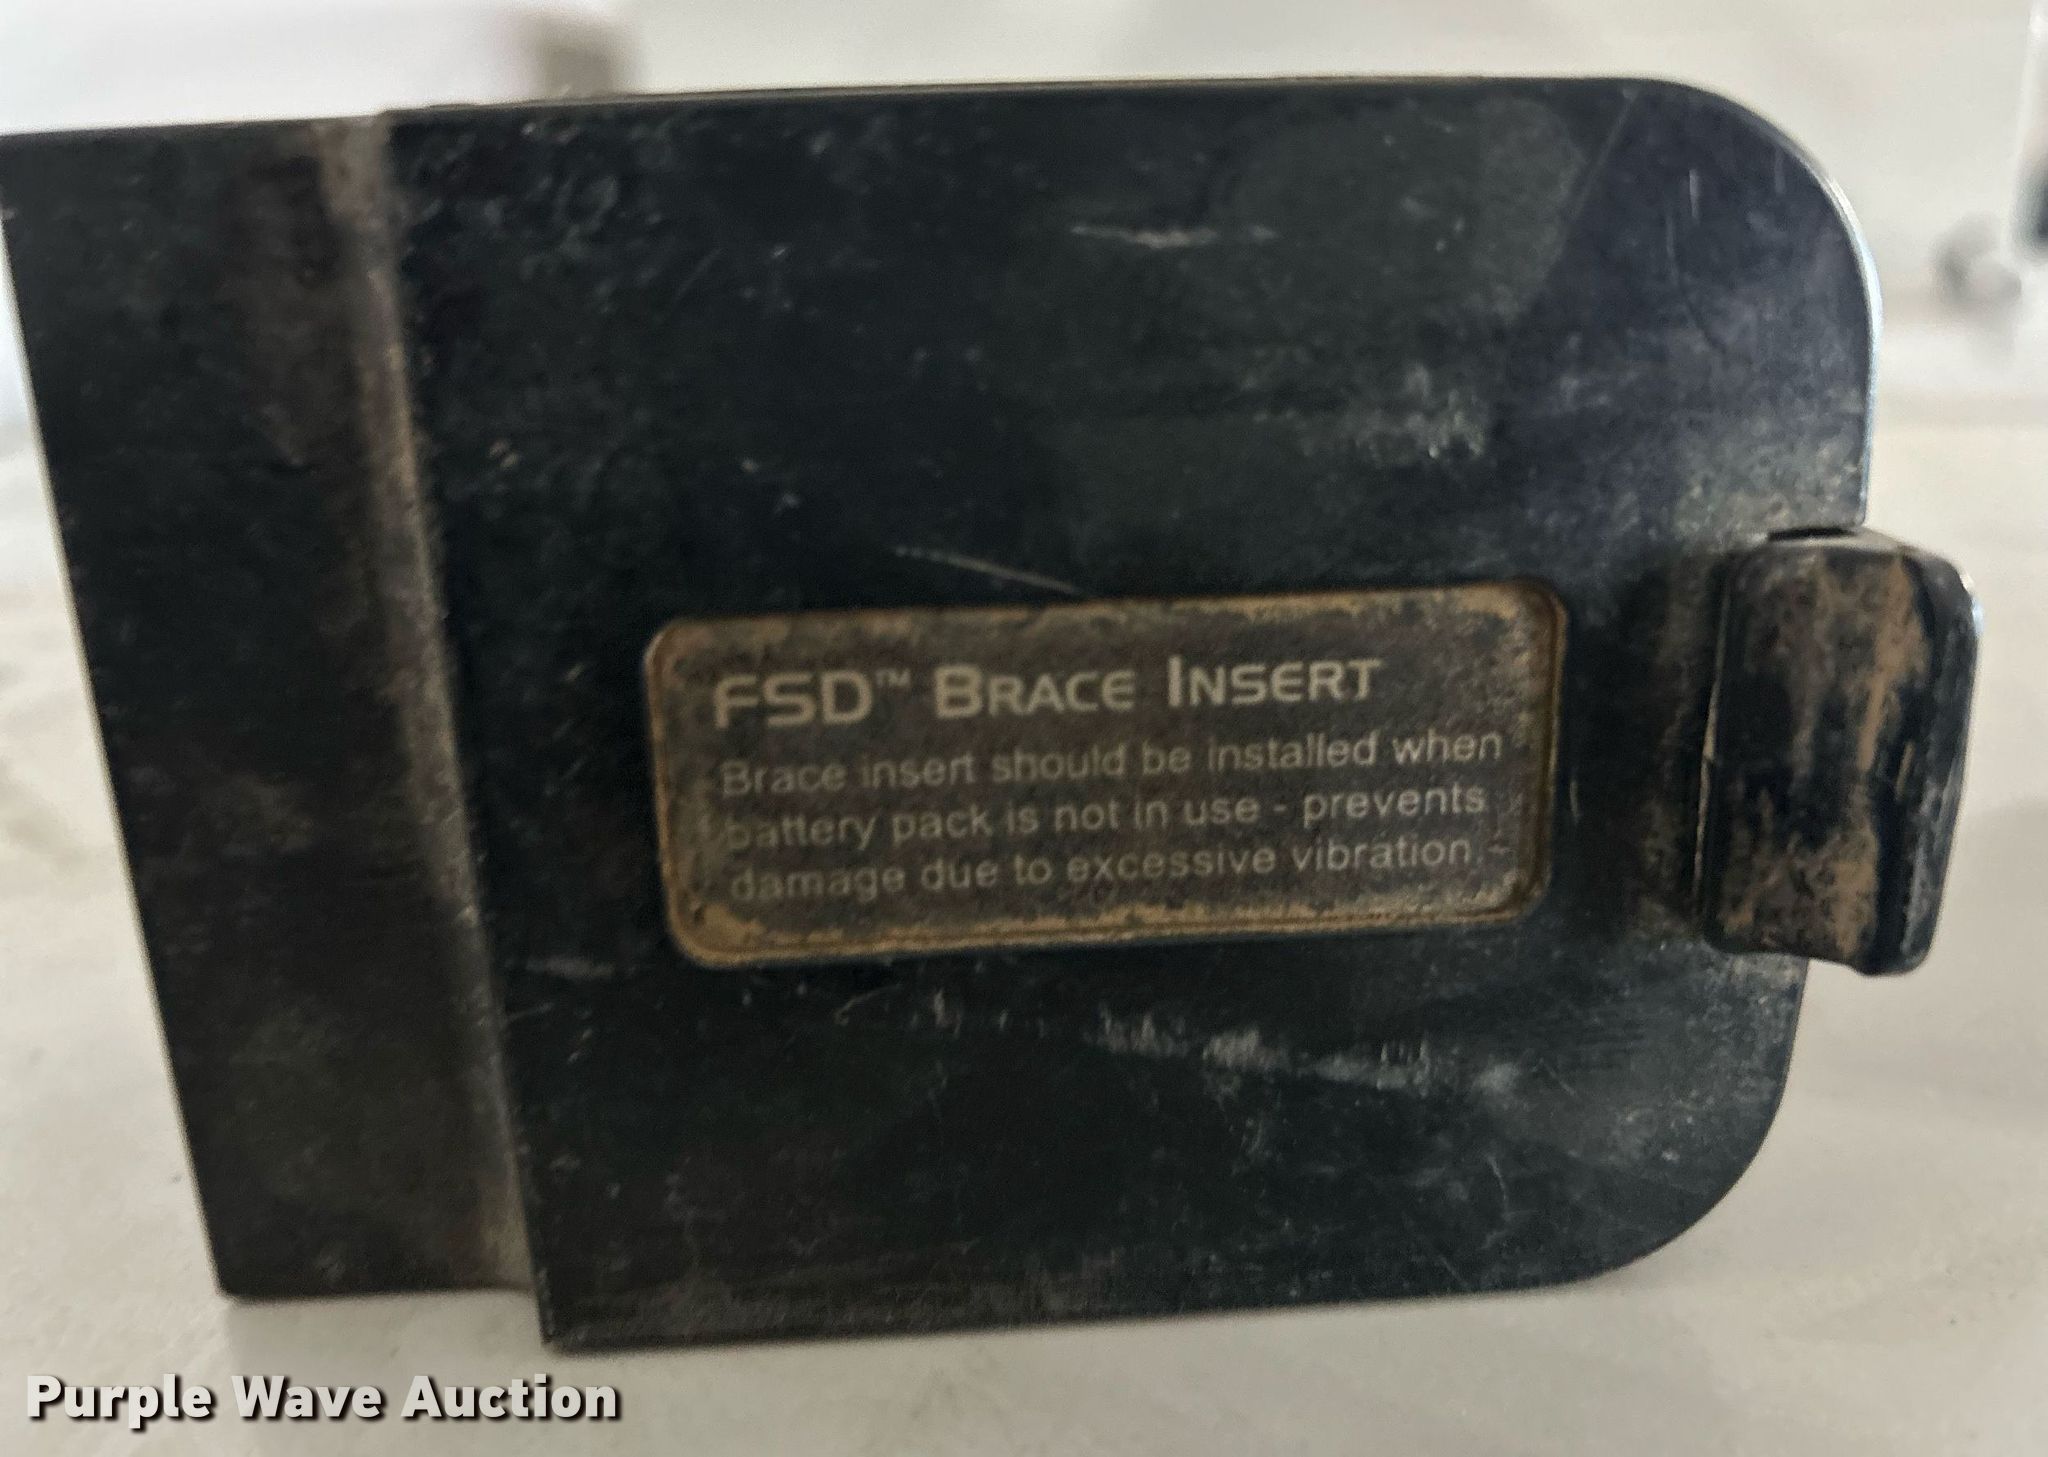 FSD™ BRACE INSERT
Brace insert should be installed when
battery pack is not in use - prevents
damage due to excessive vibration.
Purple Wave Auction